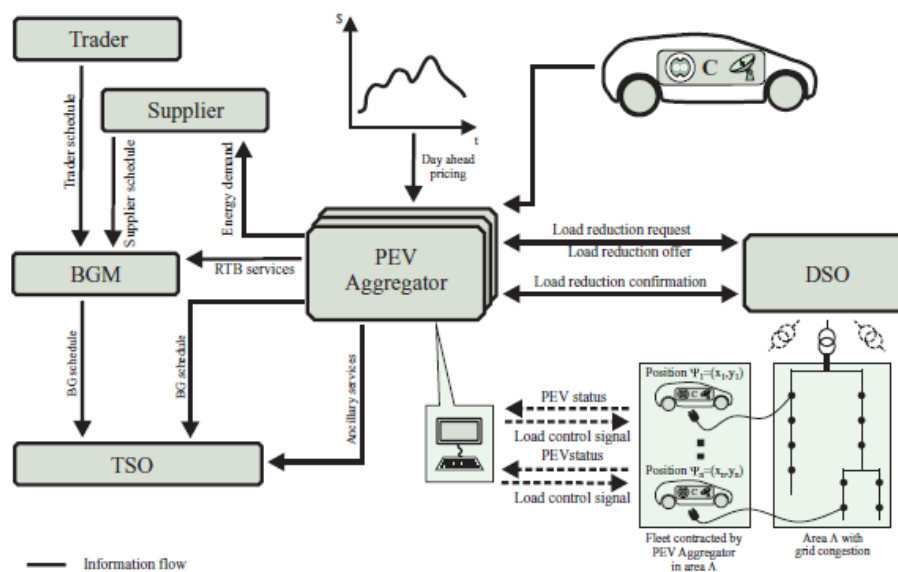 Trader
Supplier
$
t
Day ahead
pricing
C
Trader schedule
Supplier schedule
Energy demand
PEV
Aggregator
RTB services
BGM
Load reduction request
Load reduction offer
Load reduction confirmation
DSO
BG schedule
BG schedule
Ancillary services
TSO
PEV status
Load control signal
PEVstatus
Load control signal
Position Ψ₁=(x₁,y₁)
C
Position Ψₙ=(xₙ,yₙ)
C
Fleet contracted by
PEV Aggregator
in area Λ
Area Λ with
grid congestion
Information flow